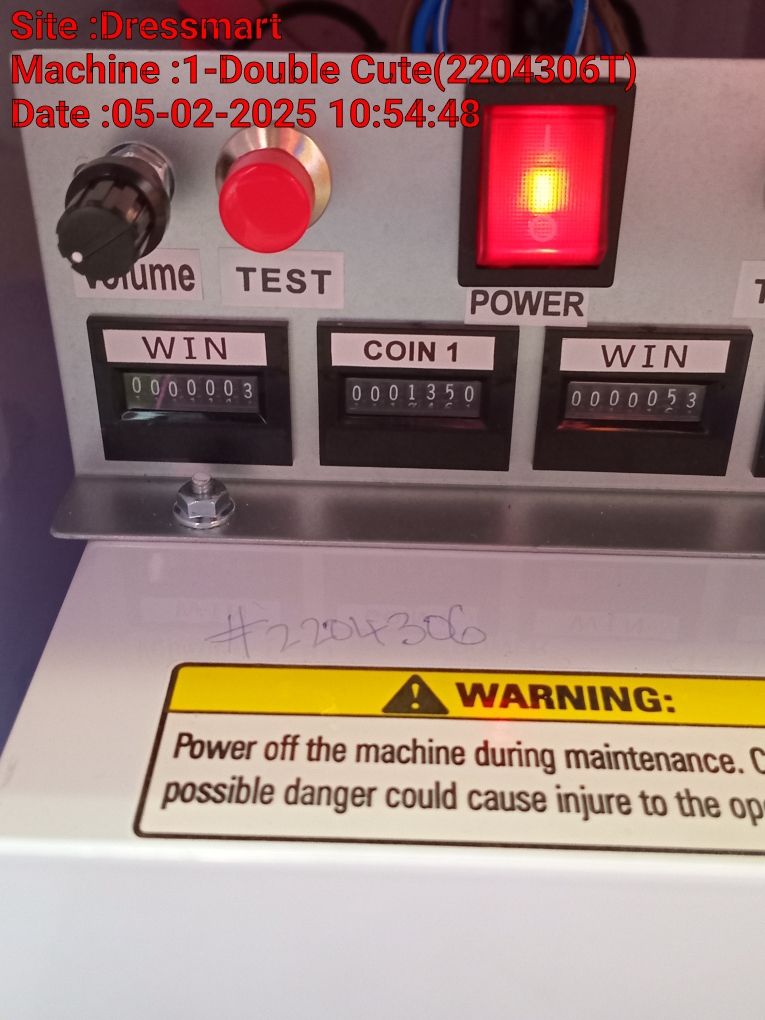 Site :Dressmart
Machine :1-Double Cute(2204306T)
Date :05-02-2025 10:54:48
Volume
TEST
POWER
WIN
COIN 1
WIN
0000003
0001350
0000053
#2204306
WARNING:
Power off the machine during maintenance.
possible danger could cause injure to the